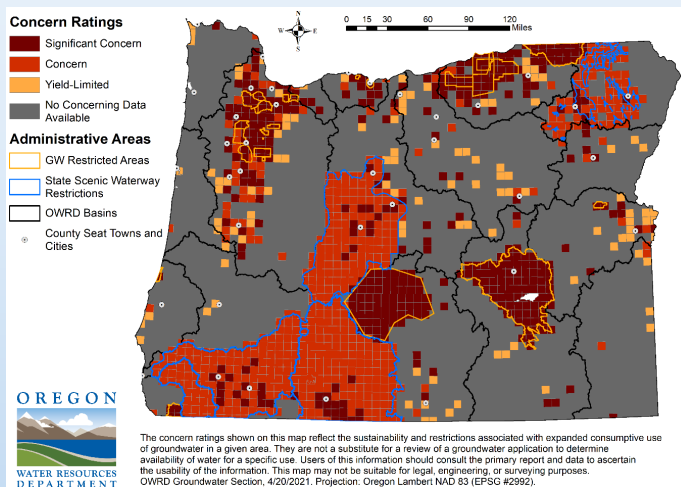 Concern Ratings
Significant Concern
Concern
Yield-Limited
No Concerning Data
Available
Administrative Areas
GW Restricted Areas
State Scenic Waterway
Restrictions
OWRD Basins
County Seat Towns and
Cities
N
W
E
S
0 15 30 60 90 120
Miles
OREGON
WATER RESOURCES
DEPARTMENT
The concern ratings shown on this map reflect the sustainability and restrictions associated with expanded consumptive use
of groundwater in a given area. They are not a substitute for a review of a groundwater application to determine
availability of water for a specific use. Users of this information should consult the primary report and data to ascertain
the usability of the information. This map may not be suitable for legal, engineering, or surveying purposes.
OWRD Groundwater Section, 4/20/2021. Projection: Oregon Lambert NAD 83 (EPSG #2992).